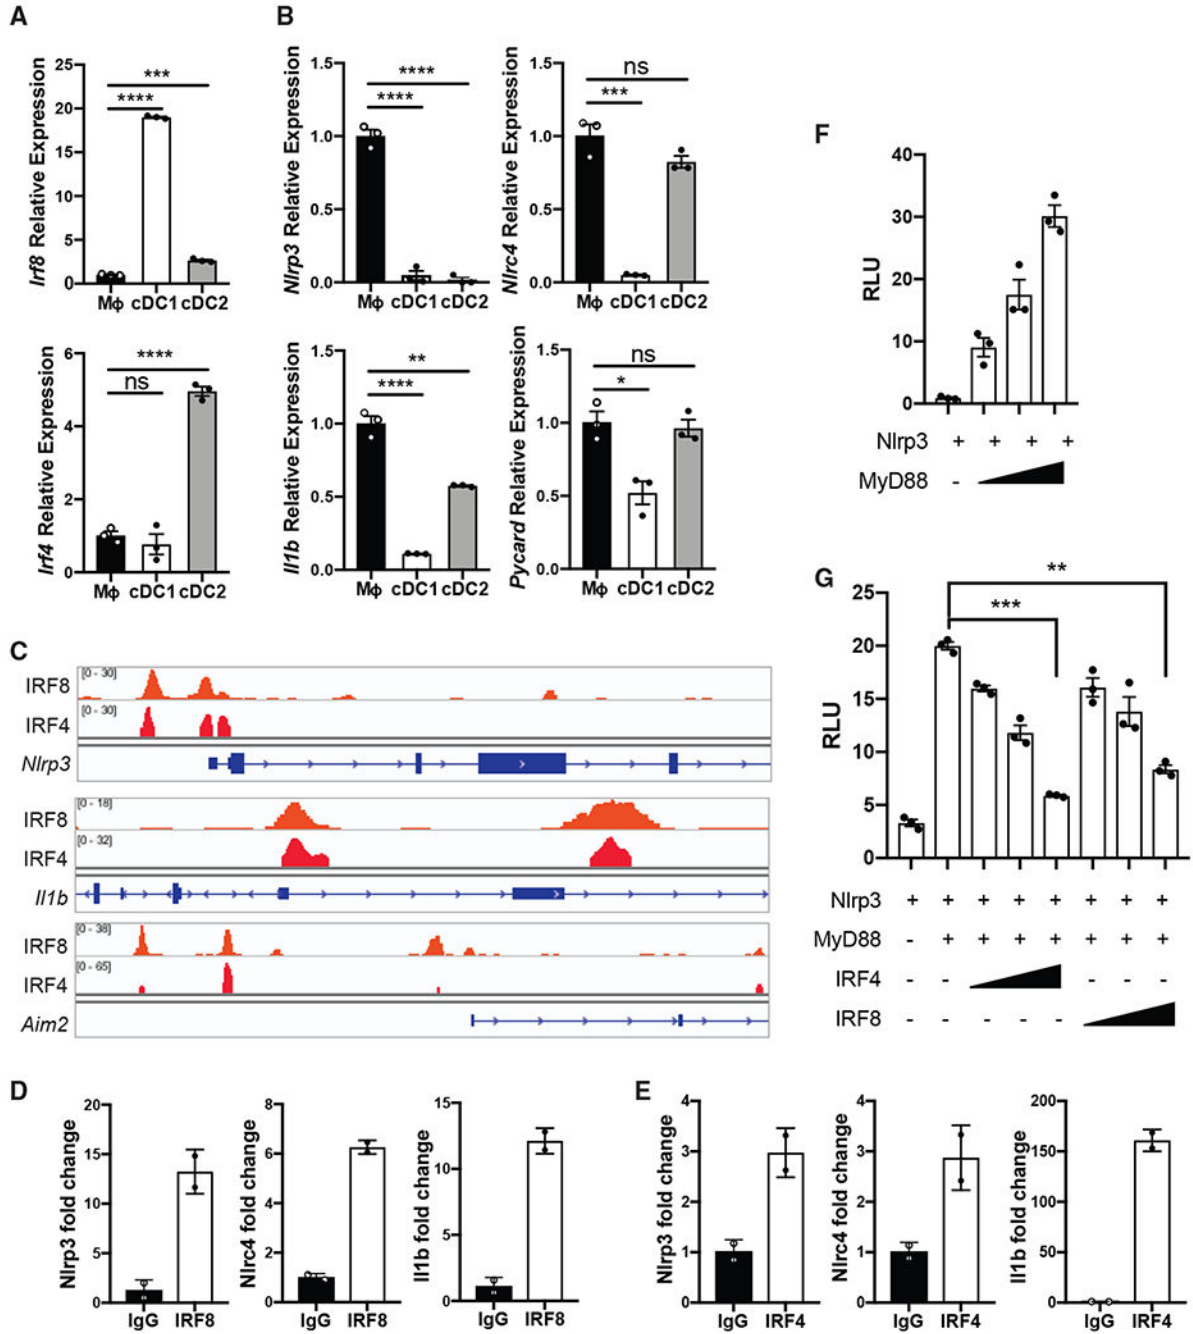 A
Irf8 Relative Expression
25
20
15
10
5
0
***
****
Mϕ cDC1 cDC2
Irf4 Relative Expression
6
4
2
0
****
ns
Mϕ cDC1 cDC2
B
Nlrp3 Relative Expression
1.5
1.0
0.5
0.0
****
****
Mϕ cDC1 cDC2
Nlrc4 Relative Expression
1.5
1.0
0.5
0.0
ns
***
Mϕ cDC1 cDC2
Il1b Relative Expression
1.5
1.0
0.5
0.0
**
****
Mϕ cDC1 cDC2
Pycard Relative Expression
1.5
1.0
0.5
0.0
ns
*
Mϕ cDC1 cDC2
C
IRF8 [0 - 30]
IRF4 [0 - 30]
Nlrp3
IRF8 [0 - 18]
IRF4 [0 - 32]
Il1b
IRF8 [0 - 38]
IRF4 [0 - 65]
Aim2
D
Nlrp3 fold change
20
15
10
5
0
IgG IRF8
Nlrc4 fold change
8
6
4
2
0
IgG IRF8
Il1b fold change
15
10
5
0
IgG IRF8
E
Nlrp3 fold change
4
3
2
1
0
IgG IRF4
Nlrc4 fold change
4
3
2
1
0
IgG IRF4
Il1b fold change
200
150
100
50
0
IgG IRF4
F
RLU
40
30
20
10
0
Nlrp3 + + + +
MyD88 -
G
RLU
25
20
15
10
5
0
**
***
Nlrp3 + + + + + + + +
MyD88 - + + + + + + +
IRF4 - - - - -
IRF8 - - - - -